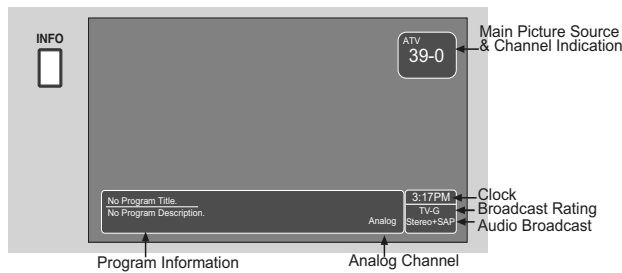 INFO
ATV
39-0
Main Picture Source
& Channel Indication
No Program Title.
No Program Description.
Analog
3:17PM
TV-G
Stereo+SAP
Clock
Broadcast Rating
Audio Broadcast
Program Information
Analog Channel